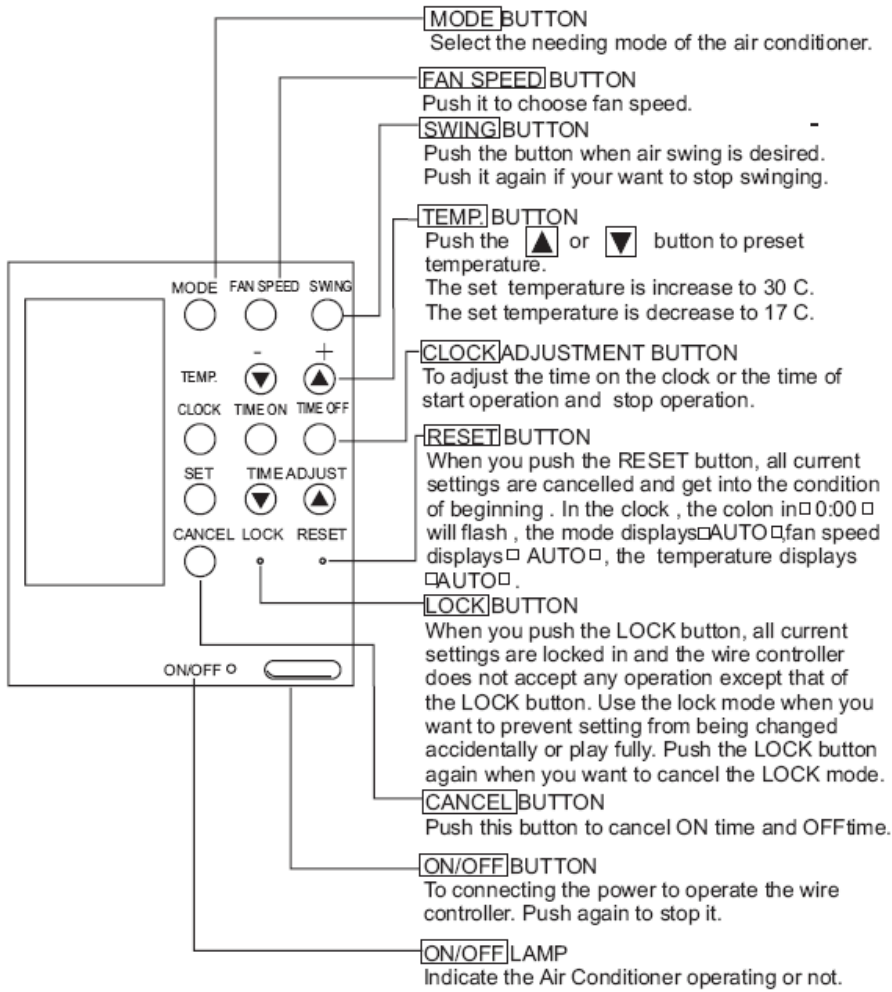 MODE BUTTON
Select the needing mode of the air conditioner.
FAN SPEED BUTTON
Push it to choose fan speed.
SWING BUTTON -
Push the button when air swing is desired.
Push it again if your want to stop swinging.
TEMP. BUTTON
Push the ▲ or ▼ button to preset
temperature.
The set temperature is increase to 30 C.
The set temperature is decrease to 17 C.
CLOCK ADJUSTMENT BUTTON
To adjust the time on the clock or the time of
start operation and stop operation.
RESET BUTTON
When you push the RESET button, all current
settings are cancelled and get into the condition
of beginning . In the clock , the colon in□ 0:00 □
will flash , the mode displays□AUTO□,fan speed
displays □ AUTO□ , the temperature displays
□AUTO□ .
LOCK BUTTON
When you push the LOCK button, all current
settings are locked in and the wire controller
does not accept any operation except that of
the LOCK button. Use the lock mode when you
want to prevent setting from being changed
accidentally or play fully. Push the LOCK button
again when you want to cancel the LOCK mode.
CANCEL BUTTON
Push this button to cancel ON time and OFFtime.
ON/OFF BUTTON
To connecting the power to operate the wire
controller. Push again to stop it.
ON/OFF LAMP
Indicate the Air Conditioner operating or not.
MODE FAN SPEED SWING
- +
TEMP. ▼ ▲
CLOCK TIME ON TIME OFF
SET TIME ADJUST
▼ ▲
CANCEL LOCK RESET
ON/OFF